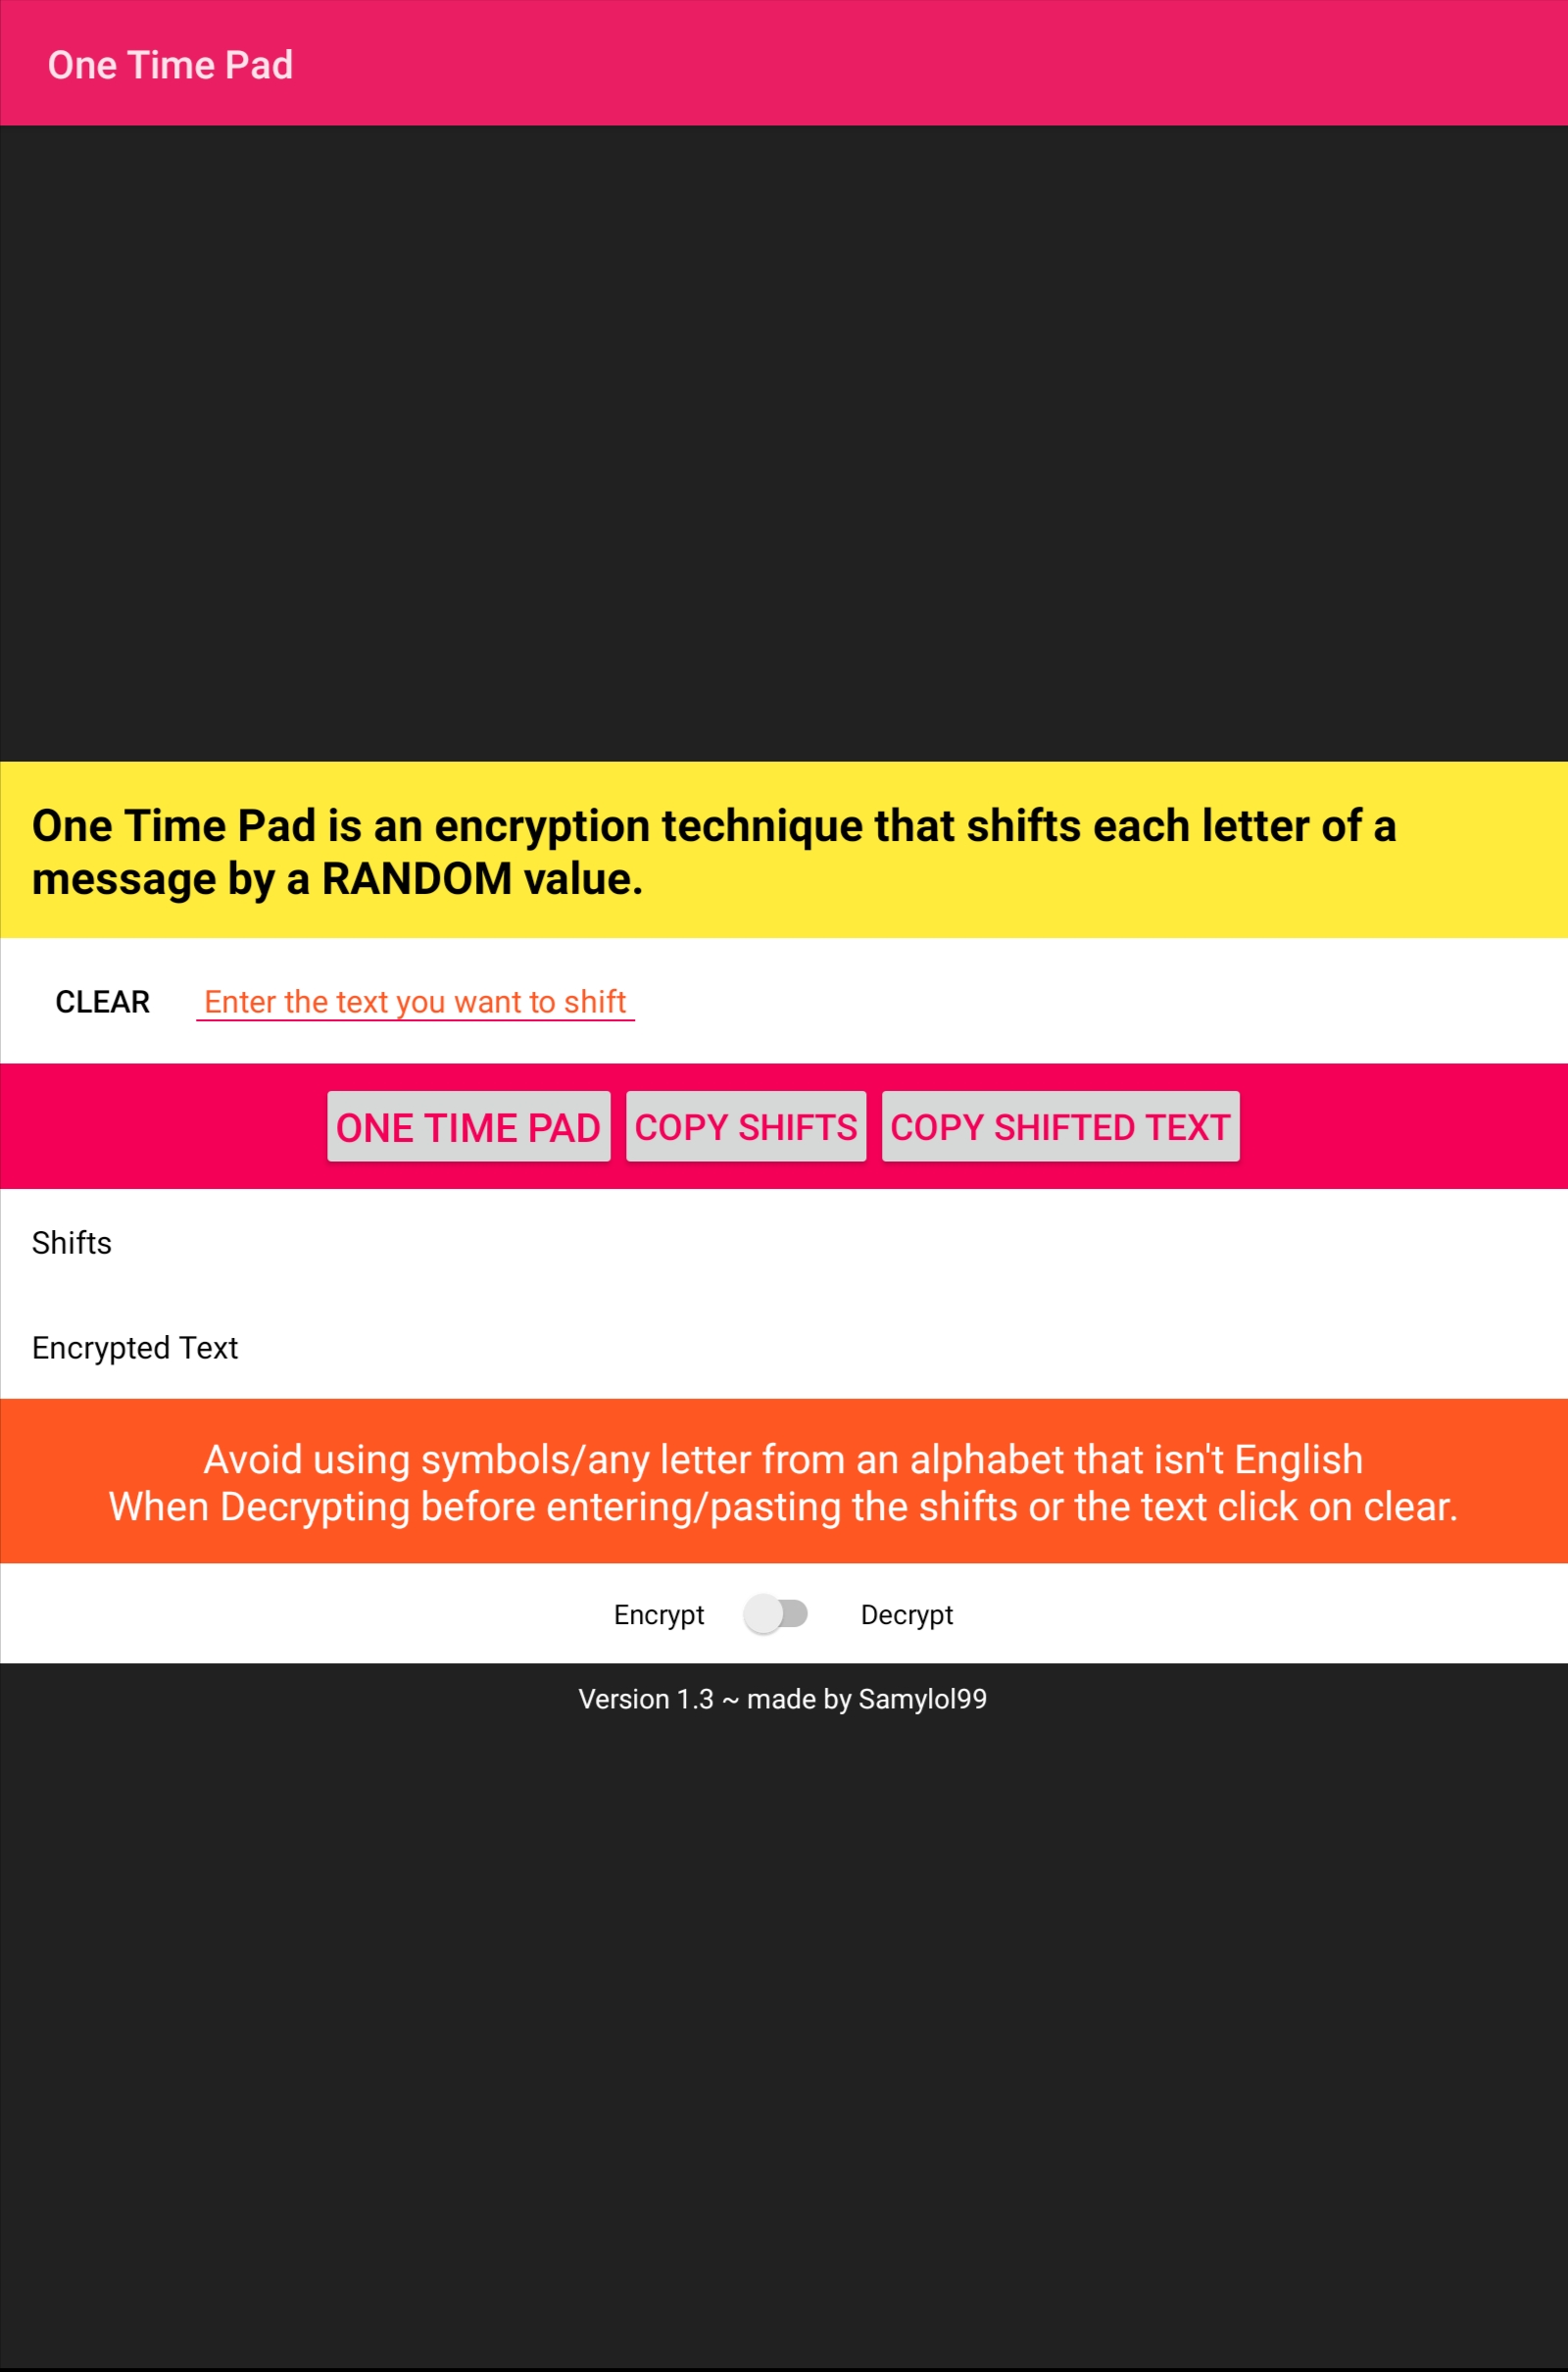 One Time Pad
One Time Pad is an encryption technique that shifts each letter of a
message by a RANDOM value.
CLEAR
Enter the text you want to shift
ONE TIME PAD
COPY SHIFTS
COPY SHIFTED TEXT
Shifts
Encrypted Text
Avoid using symbols/any letter from an alphabet that isn't English
When Decrypting before entering/pasting the shifts or the text click on clear.
Encrypt
Decrypt
Version 1.3 ~ made by Samylol99